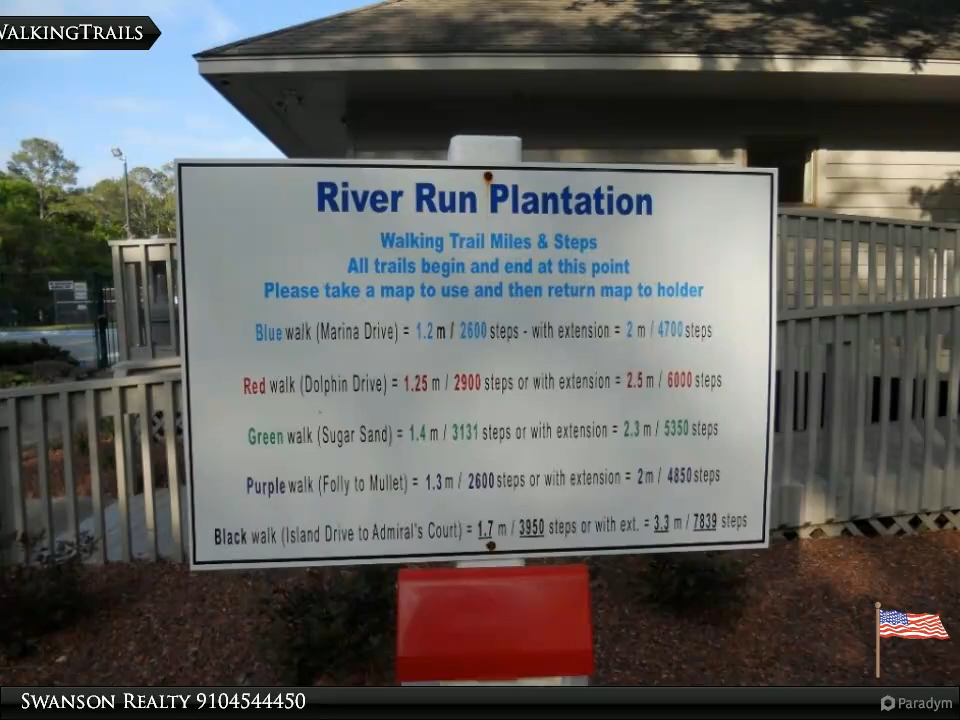 WALKINGTRAILS
River Run Plantation
Walking Trail Miles & Steps
All trails begin and end at this point
Please take a map to use and then return map to holder
Blue walk (Marina Drive) = 1.2 m / 2600 steps - with extension = 2 m / 4700 steps
Red walk (Dolphin Drive) = 1.25 m / 2900 steps or with extension = 2.5 m / 6000 steps
Green walk (Sugar Sand) = 1.4 m / 3131 steps or with extension = 2.3 m / 5350 steps
Purple walk (Folly to Mullet) = 1.3 m / 2600 steps or with extension = 2m / 4850 steps
Black walk (Island Drive to Admiral's Court) = 1.7 m / 3950 steps or with ext. = 3.3 m / 7839 steps
SWANSON REALTY 9104544450
Paradym